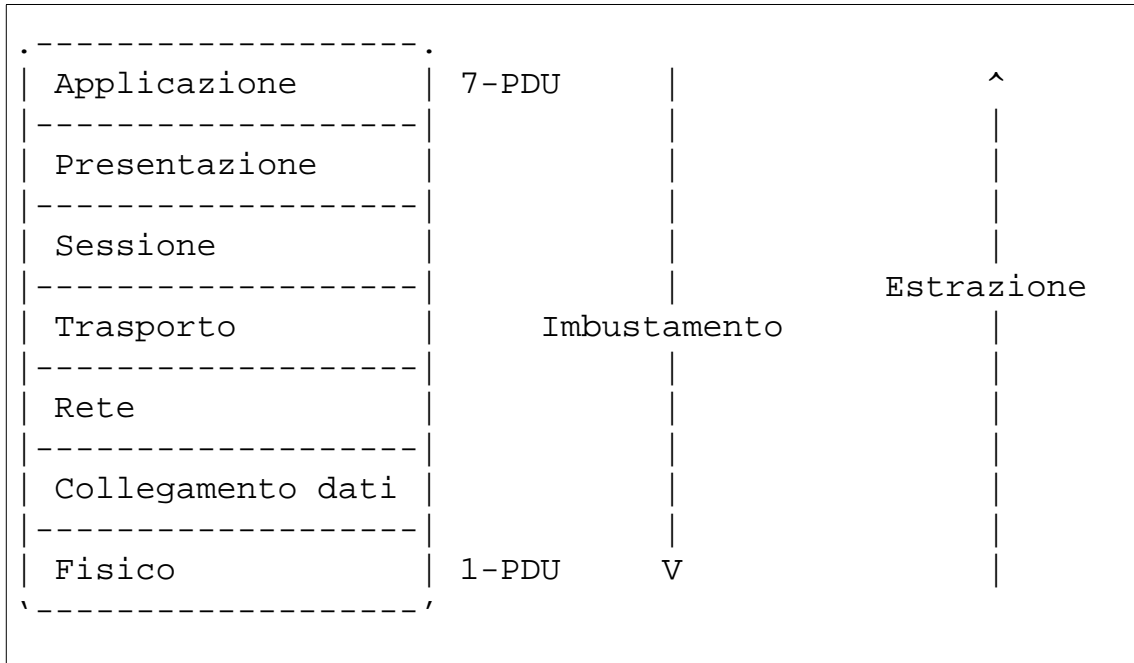 Applicazione 7-PDU
Presentazione
Sessione
Estrazione
Trasporto Imbustamento
Rete
Collegamento dati
Fisico 1-PDU V